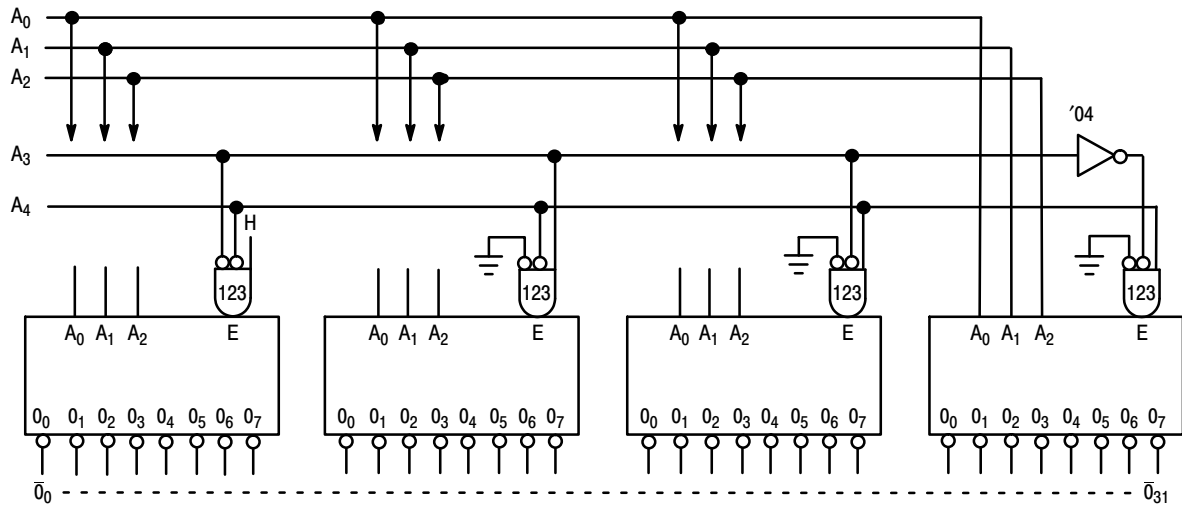 A₀
A₁
A₂
′04
A₃
A₄
H
123 123 123 123
A₀ A₁ A₂ E A₀ A₁ A₂ E A₀ A₁ A₂ E A₀ A₁ A₂ E
0₀ 0₁ 0₂ 0₃ 0₄ 0₅ 0₆ 0₇ 0₀ 0₁ 0₂ 0₃ 0₄ 0₅ 0₆ 0₇ 0₀ 0₁ 0₂ 0₃ 0₄ 0₅ 0₆ 0₇ 0₀ 0₁ 0₂ 0₃ 0₄ 0₅ 0₆ 0₇
0̅₀ 0̅₃₁